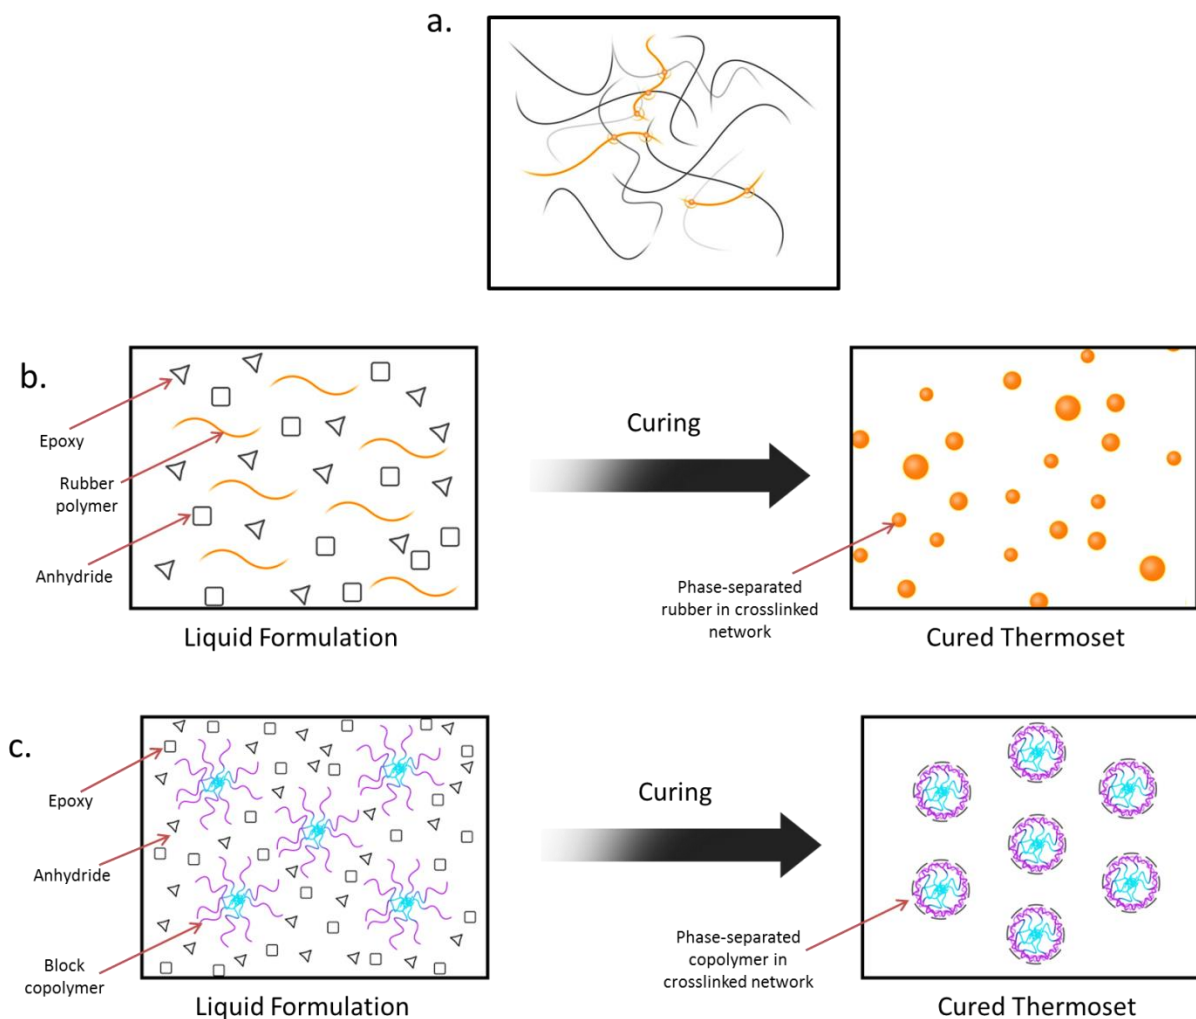 a.
b.
Epoxy
Rubber
polymer
Anhydride
Liquid Formulation
Curing
Phase-separated
rubber in crosslinked
network
Cured Thermoset
c.
Epoxy
Anhydride
Block
copolymer
Liquid Formulation
Curing
Phase-separated
copolymer in
crosslinked network
Cured Thermoset